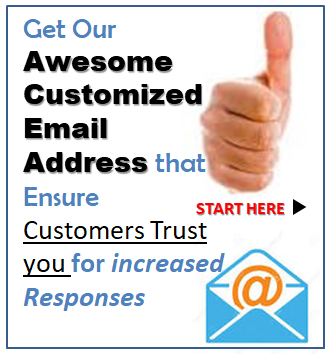 Get Our
Awesome
Customized
Email
Address that
Ensure
START HERE
Customers Trust
you for increased
Responses
@